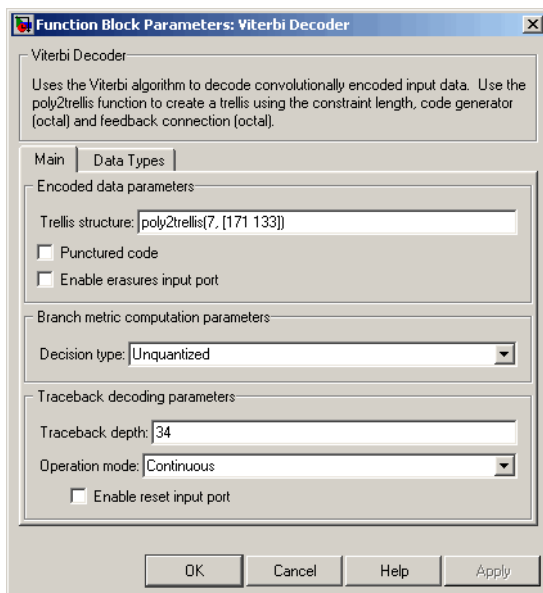 Function Block Parameters: Viterbi Decoder
Viterbi Decoder
Uses the Viterbi algorithm to decode convolutionally encoded input data. Use the
poly2trellis function to create a trellis using the constraint length, code generator
(octal) and feedback connection (octal).
Main Data Types
Encoded data parameters
Trellis structure: poly2trellis(7, [171 133])
Punctured code
Enable erasures input port
Branch metric computation parameters
Decision type: Unquantized
Traceback decoding parameters
Traceback depth: 34
Operation mode: Continuous
Enable reset input port
OK Cancel Help Apply